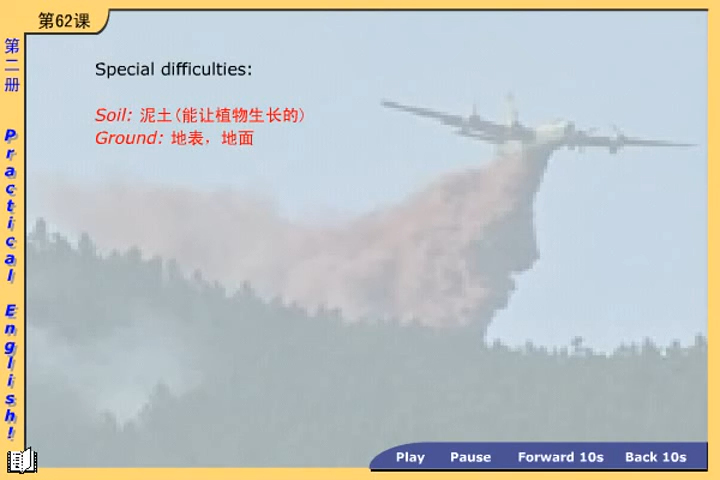 第62课
第二册
Practical English!
Special difficulties:
Soil: 泥土(能让植物生长的)
Ground: 地表，地面
Play Pause Forward 10s Back 10s